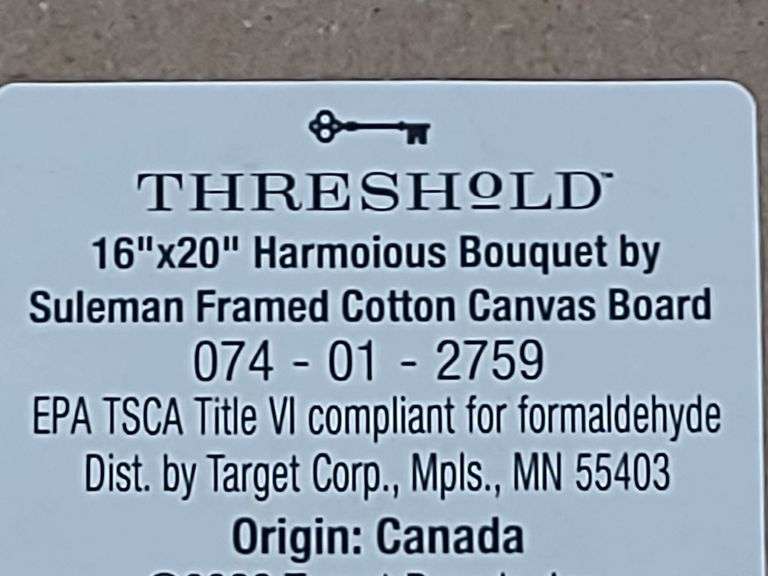 THRESHOLD™
16"x20" Harmoious Bouquet by
Suleman Framed Cotton Canvas Board
074 - 01 - 2759
EPA TSCA Title VI compliant for formaldehyde
Dist. by Target Corp., Mpls., MN 55403
Origin: Canada